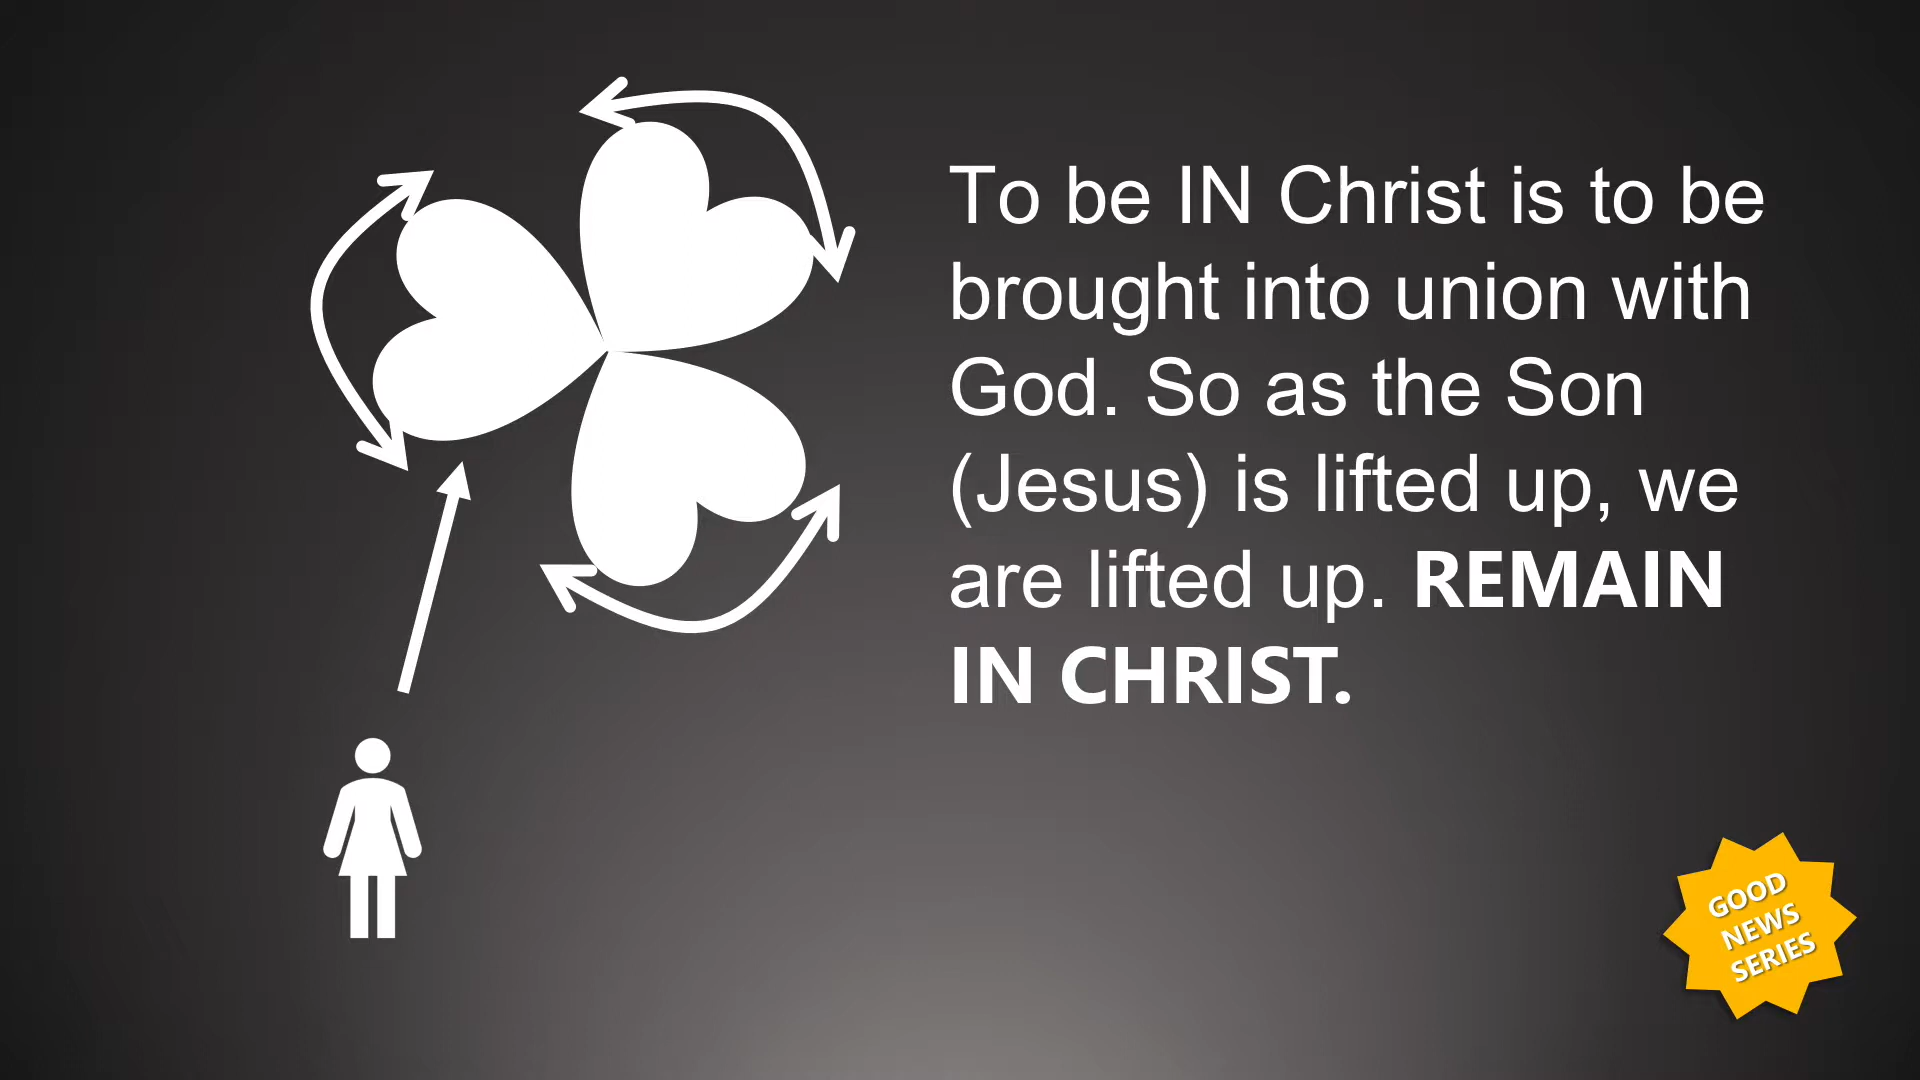 To be IN Christ is to be
brought into union with
God. So as the Son
(Jesus) is lifted up, we
are lifted up. REMAIN
IN CHRIST.
GOOD
NEWS
SERIES